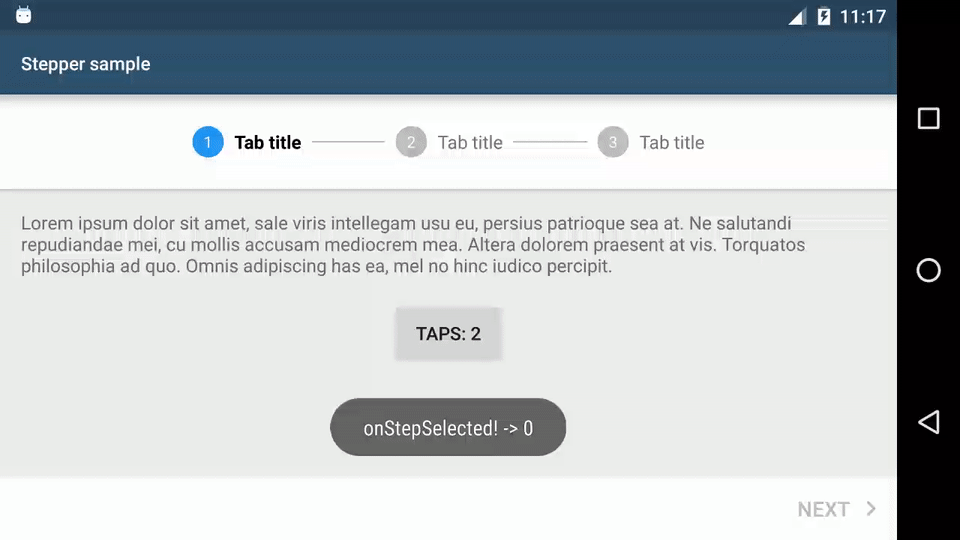 11:17
Stepper sample
1 Tab title 2 Tab title 3 Tab title
Lorem ipsum dolor sit amet, sale viris intellegam usu eu, persius patrioque sea at. Ne salutandi
repudiandae mei, cu mollis accusam mediocrem mea. Altera dolorem praesent at vis. Torquatos
philosophia ad quo. Omnis adipiscing has ea, mel no hinc iudico percipit.
TAPS: 2
onStepSelected! -> 0
NEXT